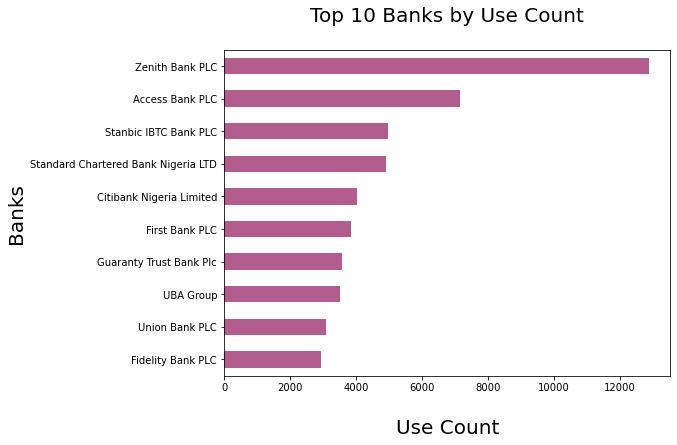 Top 10 Banks by Use Count
Zenith Bank PLC
Access Bank PLC
Stanbic IBTC Bank PLC
Standard Chartered Bank Nigeria LTD
Citibank Nigeria Limited
First Bank PLC
Guaranty Trust Bank Plc
UBA Group
Union Bank PLC
Fidelity Bank PLC
Banks
0 2000 4000 6000 8000 10000 12000
Use Count